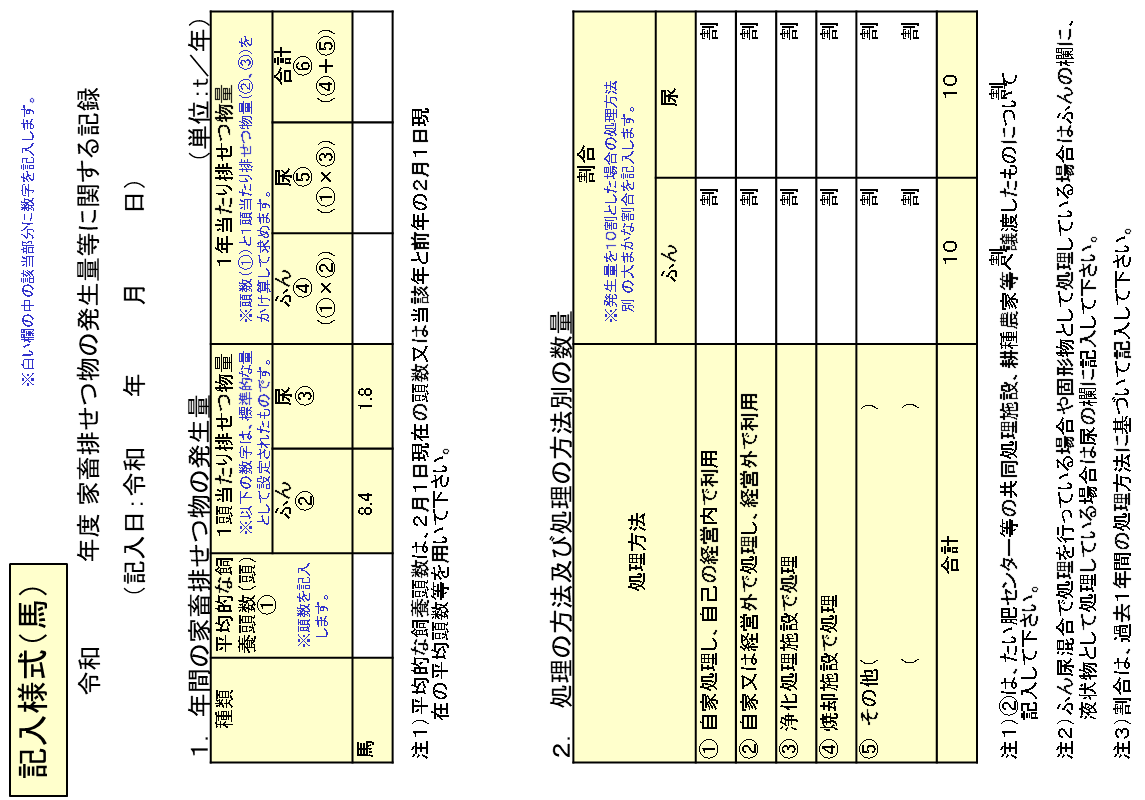 記入様式(馬)
※白い欄の中の該当部分に数字を記入します。
令和　　年度 家畜排せつ物の発生量等に関する記録
(記入日:令和　　年　　月　　日)
1. 年間の家畜排せつ物の発生量
(単位:t/年)
種類
平均的な飼
養頭数(頭)
①
※頭数を記入
します。
1頭当たり排せつ物量
※以下の数字は、標準的な量
として設定されたものです。
ふん
②
尿
③
1年当たり排せつ物量
※頭数(①)と1頭当たり排せつ物量(②、③)を
かけ算して求めます。
ふん
④
(①×②)
尿
⑤
(①×③)
合計
⑥
(④+⑤)
馬 8.4 1.8
注1)平均的な飼養頭数は、2月1日現在の頭数又は当該年と前年の2月1日現
在の平均頭数等を用いて下さい。
2. 処理の方法及び処理の方法別の数量
処理方法
割合
※発生量を10割とした場合の処理方法
別 の大まかな割合を記入します。
ふん 尿
① 自家処理し、自己の経営内で利用 割 割
② 自家又は経営外で処理し、経営外で利用 割 割
③ 浄化処理施設で処理 割 割
④ 焼却施設で処理 割 割
⑤ その他( ) 割 割
( ) 割 割
合計 10 10
割 割
注1)②は、たい肥センター等の共同処理施設、耕種農家等へ譲渡したものについて
記入して下さい。
注2)ふん尿混合で処理を行っている場合や固形物として処理している場合はふんの欄に、
液状物として処理している場合は尿の欄に記入して下さい。
注3)割合は、過去1年間の処理方法に基づいて記入して下さい。